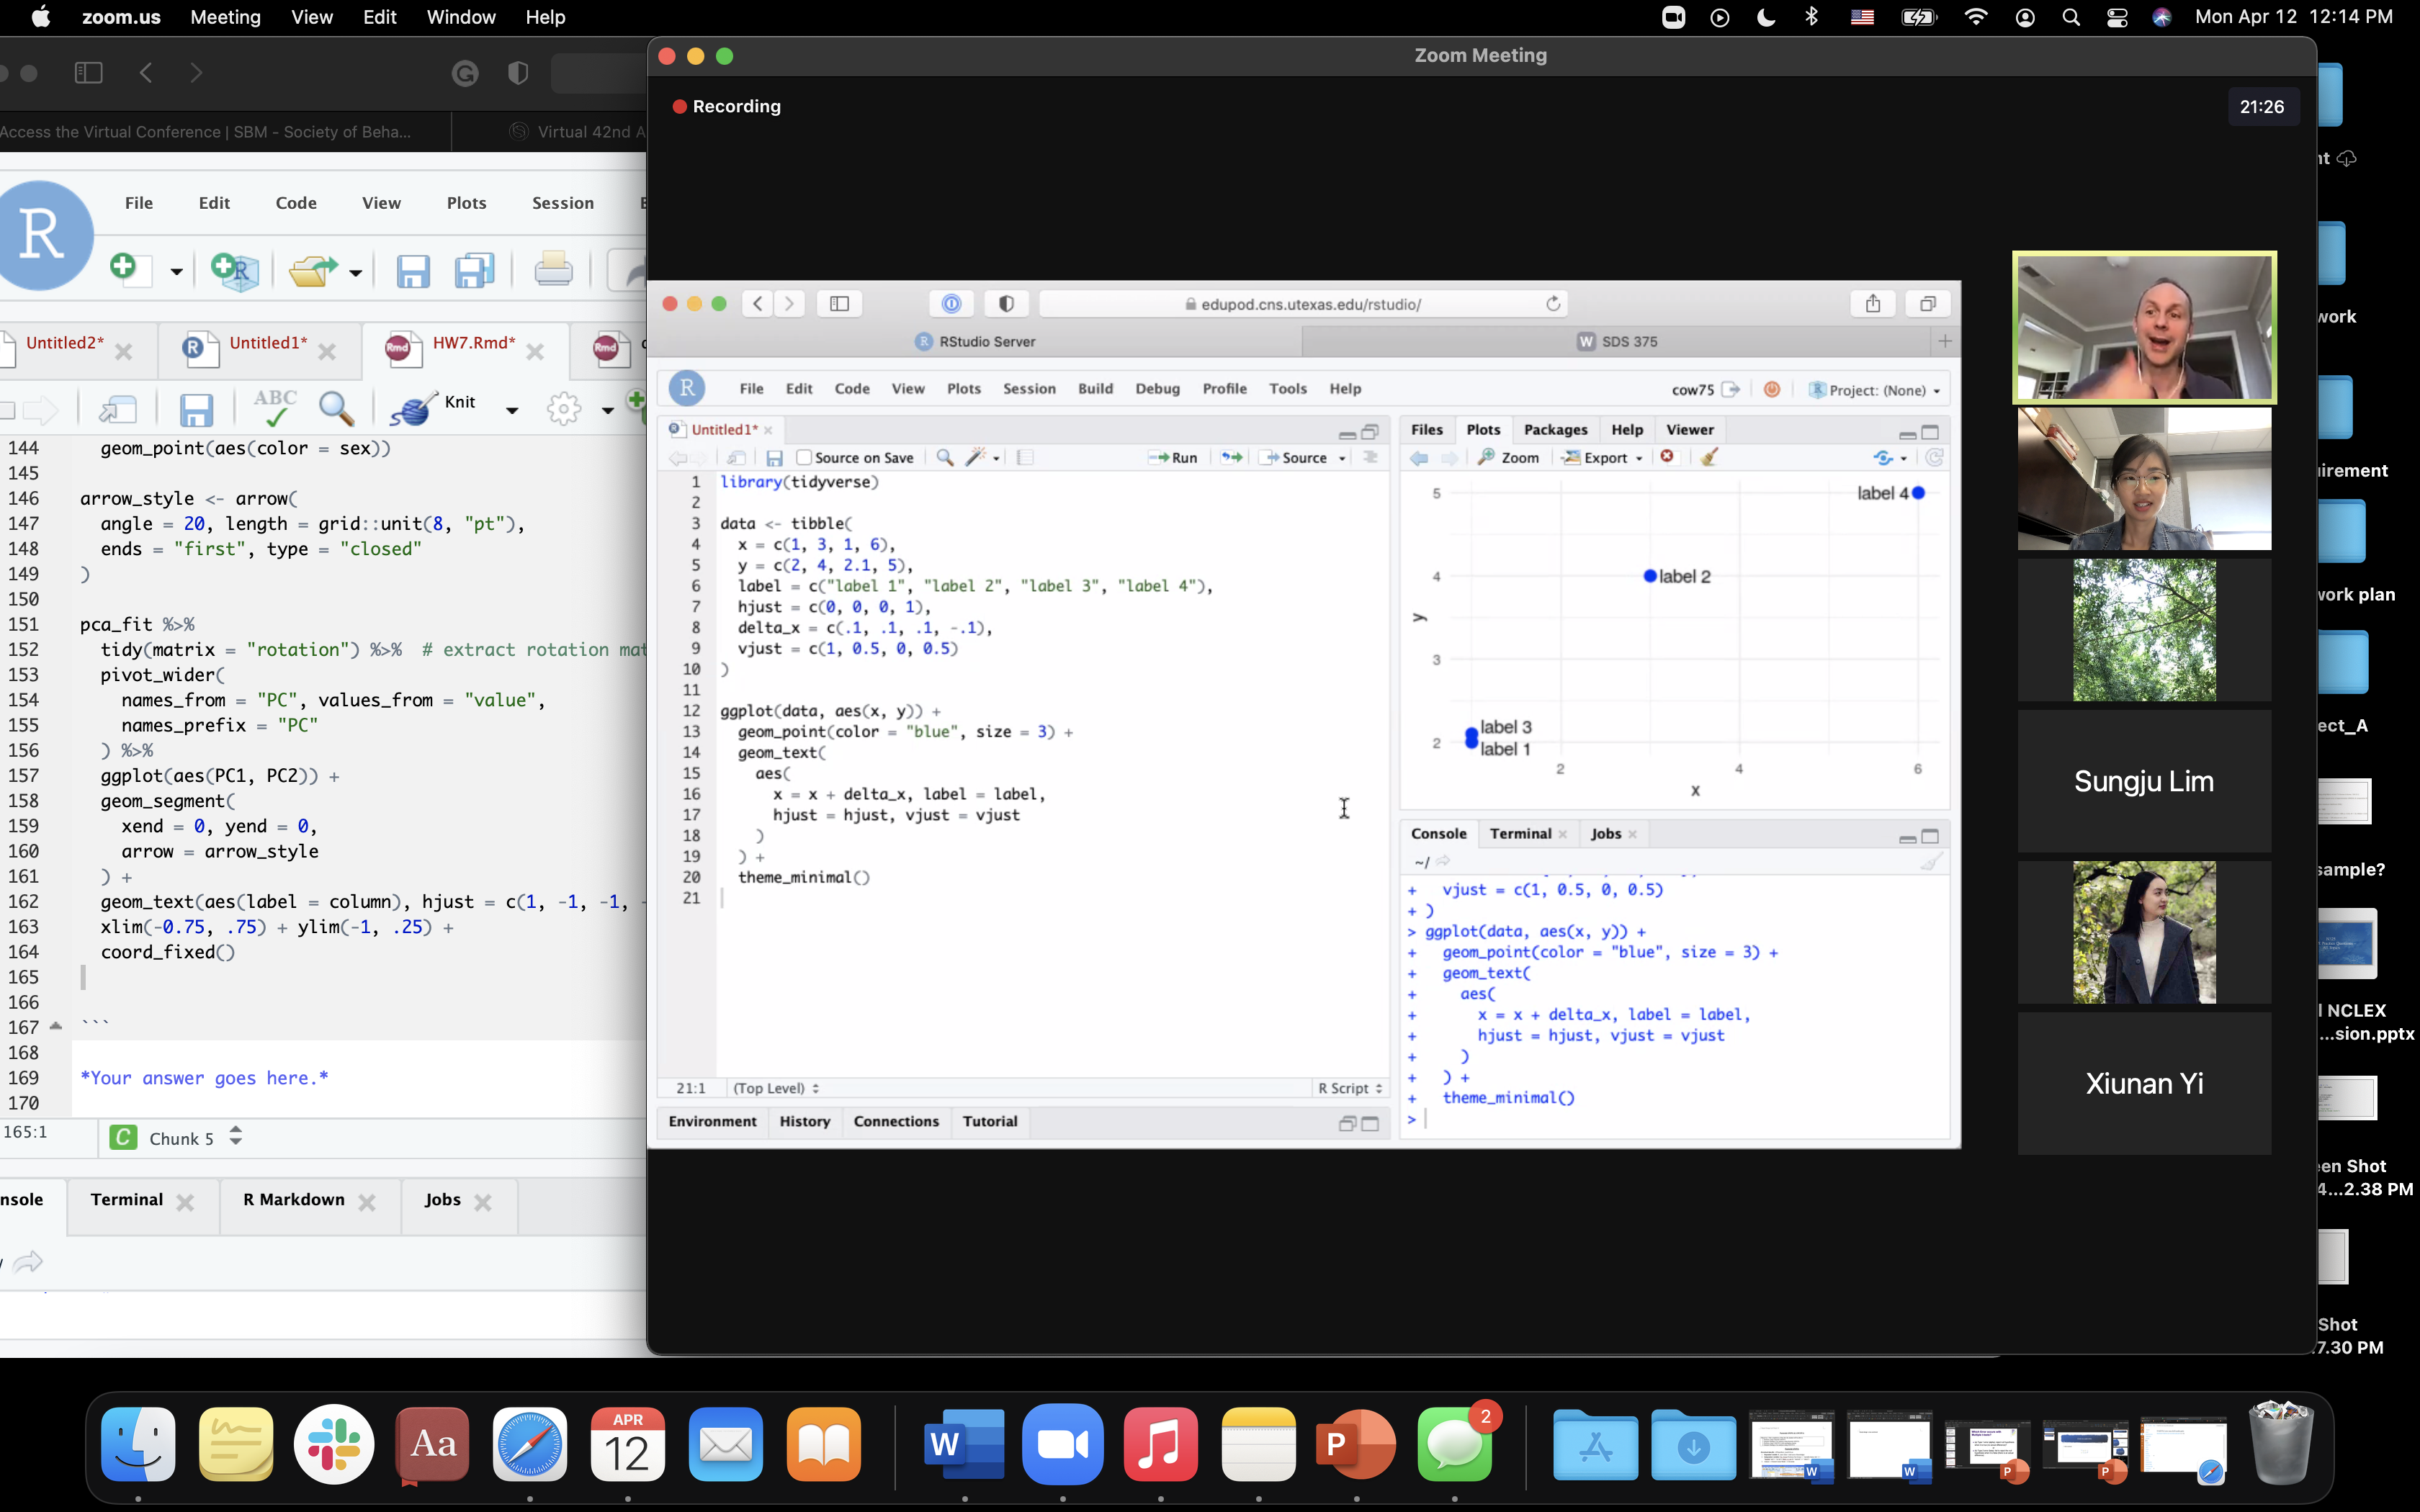 zoom.us Meeting View Edit Window Help
Mon Apr 12 12:14 PM
Zoom Meeting
Recording
21:26
Access the Virtual Conference | SBM - Society of Beha...
Virtual 42nd A
R
File Edit Code View Plots Session
Untitled2* Untitled1* HW7.Rmd*
ABC Knit
144 geom_point(aes(color = sex))
145
146 arrow_style <- arrow(
147 angle = 20, length = grid::unit(8, "pt"),
148 ends = "first", type = "closed"
149 )
150
151 pca_fit %>%
152 tidy(matrix = "rotation") %>% # extract rotation mat
153 pivot_wider(
154 names_from = "PC", values_from = "value",
155 names_prefix = "PC"
156 ) %>%
157 ggplot(aes(PC1, PC2)) +
158 geom_segment(
159 xend = 0, yend = 0,
160 arrow = arrow_style
161 ) +
162 geom_text(aes(label = column), hjust = c(1, -1, -1, -
163 xlim(-0.75, .75) + ylim(-1, .25) +
164 coord_fixed()
165
166
167 ```
168
169 *Your answer goes here.*
170
165:1 C Chunk 5
nsole Terminal R Markdown Jobs
edupod.cns.utexas.edu/rstudio/
RStudio Server
W SDS 375
R File Edit Code View Plots Session Build Debug Profile Tools Help
cow75 Project: (None)
Untitled1*
Source on Save Run Source
1 library(tidyverse)
2
3 data <- tibble(
4 x = c(1, 3, 1, 6),
5 y = c(2, 4, 2.1, 5),
6 label = c("label 1", "label 2", "label 3", "label 4"),
7 hjust = c(0, 0, 0, 1),
8 delta_x = c(.1, .1, .1, -.1),
9 vjust = c(1, 0.5, 0, 0.5)
10 )
11
12 ggplot(data, aes(x, y)) +
13 geom_point(color = "blue", size = 3) +
14 geom_text(
15 aes(
16 x = x + delta_x, label = label,
17 hjust = hjust, vjust = vjust
18 )
19 ) +
20 theme_minimal()
21
21:1 (Top Level) R Script
Environment History Connections Tutorial
Files Plots Packages Help Viewer
Zoom Export
5
label 4
4
label 2
y
3
label 3
2
label 1
2 4 6
x
Console Terminal Jobs
~/
+ vjust = c(1, 0.5, 0, 0.5)
+ )
> ggplot(data, aes(x, y)) +
+ geom_point(color = "blue", size = 3) +
+ geom_text(
+ aes(
+ x = x + delta_x, label = label,
+ hjust = hjust, vjust = vjust
+ )
+ ) +
+ theme_minimal()
>
Sungju Lim
Xiunan Yi
nt
work
irement
work plan
ect_A
sample?
NCLEX
...sion.pptx
en Shot
4...2.38 PM
Shot
.7.30 PM
Aa
APR
12
W
P
2